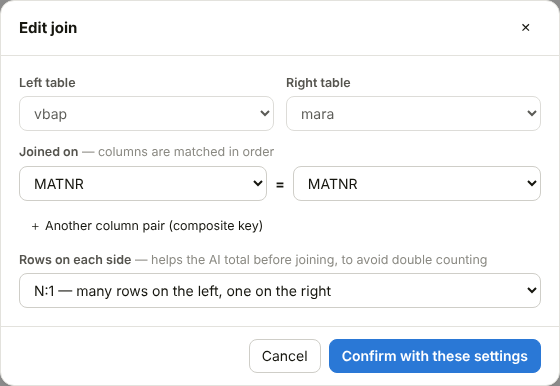 Edit join ×
Left table Right table
vbap mara
Joined on — columns are matched in order
MATNR = MATNR
+ Another column pair (composite key)
Rows on each side — helps the AI total before joining, to avoid double counting
N:1 — many rows on the left, one on the right
Cancel Confirm with these settings